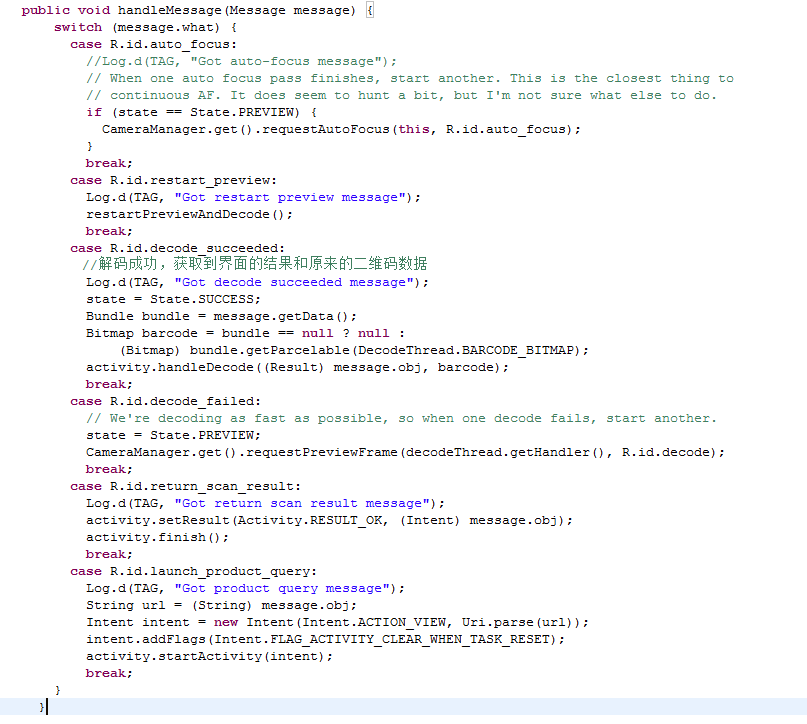 public void handleMessage(Message message) {
    switch (message.what) {
      case R.id.auto_focus:
        //Log.d(TAG, "Got auto-focus message");
        // When one auto focus pass finishes, start another. This is the closest thing to
        // continuous AF. It does seem to hunt a bit, but I'm not sure what else to do.
        if (state == State.PREVIEW) {
          CameraManager.get().requestAutoFocus(this, R.id.auto_focus);
        }
        break;
      case R.id.restart_preview:
        Log.d(TAG, "Got restart preview message");
        restartPreviewAndDecode();
        break;
      case R.id.decode_succeeded:
        //解码成功，获取到界面的结果和原来的二维码数据
        Log.d(TAG, "Got decode succeeded message");
        state = State.SUCCESS;
        Bundle bundle = message.getData();
        Bitmap barcode = bundle == null ? null :
            (Bitmap) bundle.getParcelable(DecodeThread.BARCODE_BITMAP);
        activity.handleDecode((Result) message.obj, barcode);
        break;
      case R.id.decode_failed:
        // We're decoding as fast as possible, so when one decode fails, start another.
        state = State.PREVIEW;
        CameraManager.get().requestPreviewFrame(decodeThread.getHandler(), R.id.decode);
        break;
      case R.id.return_scan_result:
        Log.d(TAG, "Got return scan result message");
        activity.setResult(Activity.RESULT_OK, (Intent) message.obj);
        activity.finish();
        break;
      case R.id.launch_product_query:
        Log.d(TAG, "Got product query message");
        String url = (String) message.obj;
        Intent intent = new Intent(Intent.ACTION_VIEW, Uri.parse(url));
        intent.addFlags(Intent.FLAG_ACTIVITY_CLEAR_WHEN_TASK_RESET);
        activity.startActivity(intent);
        break;
    }
  }